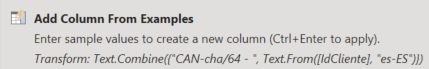 Add Column From Examples
Enter sample values to create a new column (Ctrl+Enter to apply).
Transform: Text.Combine({"CAN-cha/64 - ", Text.From([IdCliente], "es-ES")})